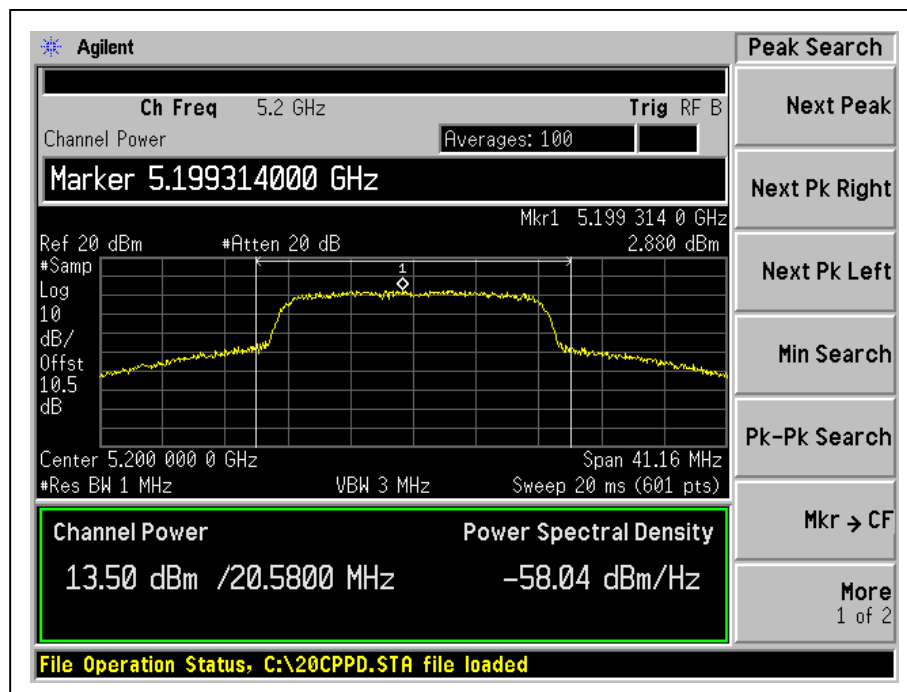 Agilent
Peak Search
Ch Freq 5.2 GHz Trig RF B
Channel Power Averages: 100
Marker 5.199314000 GHz
Mkr1 5.199 314 0 GHz
Ref 20 dBm #Atten 20 dB 2.880 dBm
#Samp
Log
10
dB/
Offst
10.5
dB
1
Center 5.200 000 0 GHz Span 41.16 MHz
#Res BW 1 MHz VBW 3 MHz Sweep 20 ms (601 pts)
Channel Power Power Spectral Density
13.50 dBm /20.5800 MHz -58.04 dBm/Hz
File Operation Status, C:\20CPPD.STA file loaded
Next Peak
Next Pk Right
Next Pk Left
Min Search
Pk-Pk Search
Mkr → CF
More
1 of 2